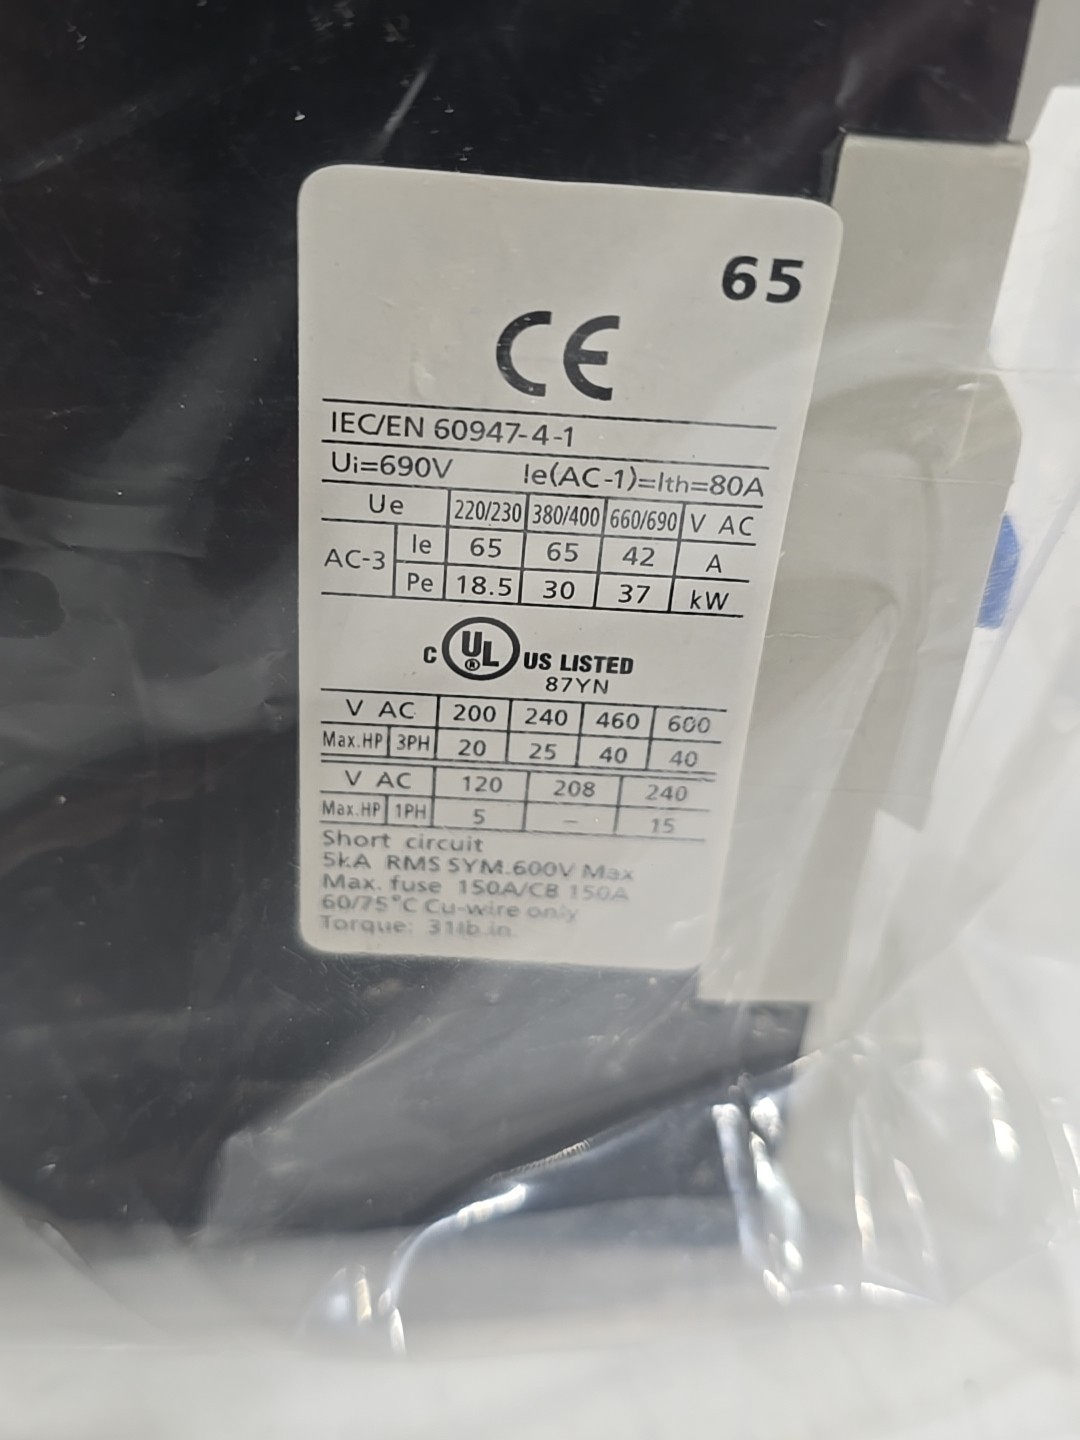 65
CE
IEC/EN 60947-4-1
Ui=690V Ie(AC-1)=Ith=80A
Ue 220/230 380/400 660/690 V AC
AC-3 Ie 65 65 42 A
Pe 18.5 30 37 kW
C UL® US LISTED
87YN
V AC 200 240 460 600
Max.HP 3PH 20 25 40 40
V AC 120 208 240
Max.HP 1PH 5 – 15
Short circuit
5kA RMS SYM.600V Max
Max. fuse 150A/CB 150A
60/75°C Cu-wire only
Torque: 31lb.in.